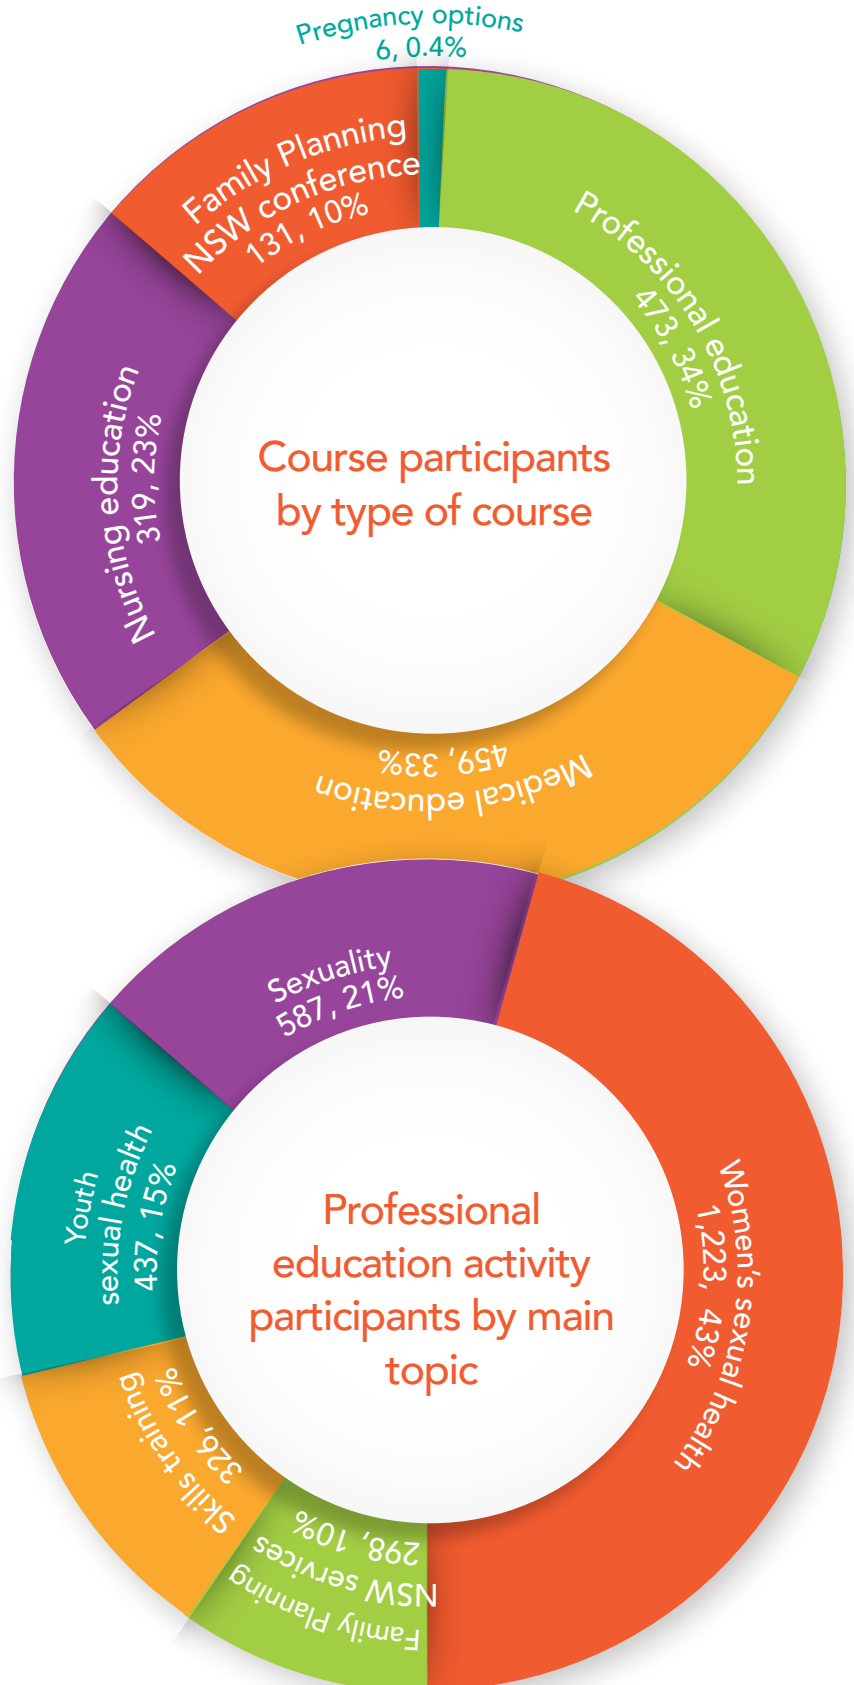 Pregnancy options
6, 0.4%
Professional education
473, 34%
Medical education
459, 33%
Nursing education
319, 23%
Family Planning
NSW conference
131, 10%
Course participants
by type of course
Women's sexual health
1,223, 43%
Family Planning
NSW services
298, 10%
Skills training
326, 11%
Youth
sexual health
437, 15%
Sexuality
587, 21%
Professional
education activity
participants by main
topic